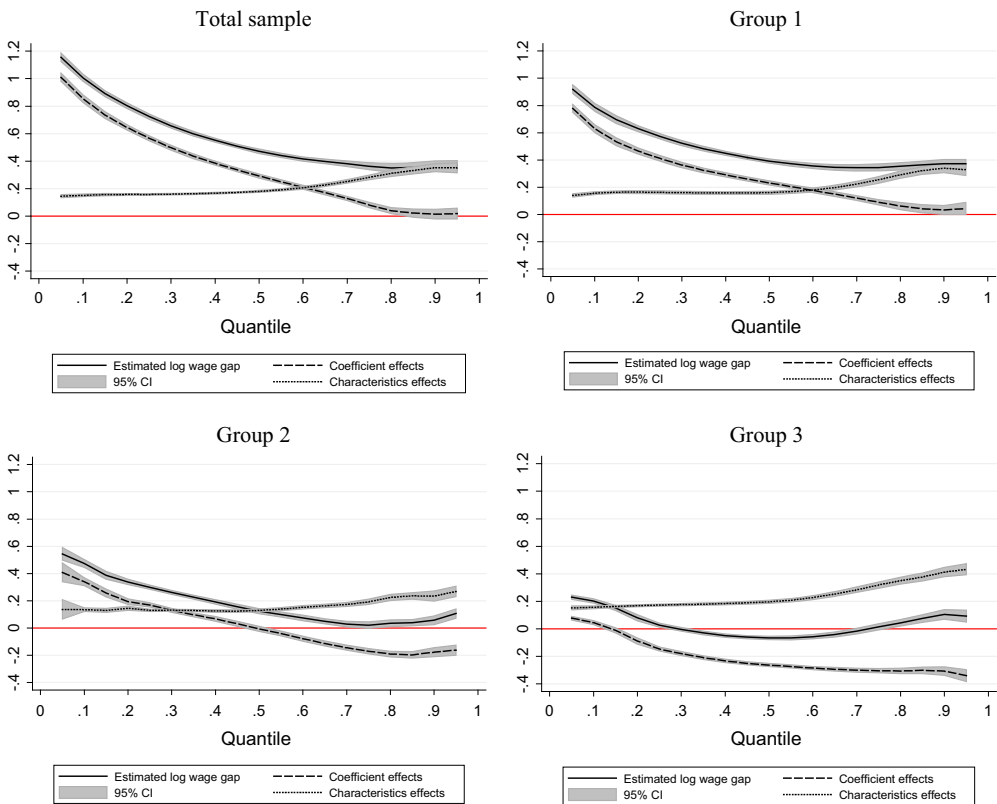 Total sample
1.2
1
.8
.6
.4
.2
0
-.2
-.4
0 .1 .2 .3 .4 .5 .6 .7 .8 .9 1
Quantile
Estimated log wage gap Coefficient effects
95% CI Characteristics effects
Group 1
1.2
1
.8
.6
.4
.2
0
-.2
-.4
0 .1 .2 .3 .4 .5 .6 .7 .8 .9 1
Quantile
Estimated log wage gap Coefficient effects
95% CI Characteristics effects
Group 2
1.2
1
.8
.6
.4
.2
0
-.2
-.4
0 .1 .2 .3 .4 .5 .6 .7 .8 .9 1
Quantile
Estimated log wage gap Coefficient effects
95% CI Characteristics effects
Group 3
1.2
1
.8
.6
.4
.2
0
-.2
-.4
0 .1 .2 .3 .4 .5 .6 .7 .8 .9 1
Quantile
Estimated log wage gap Coefficient effects
95% CI Characteristics effects